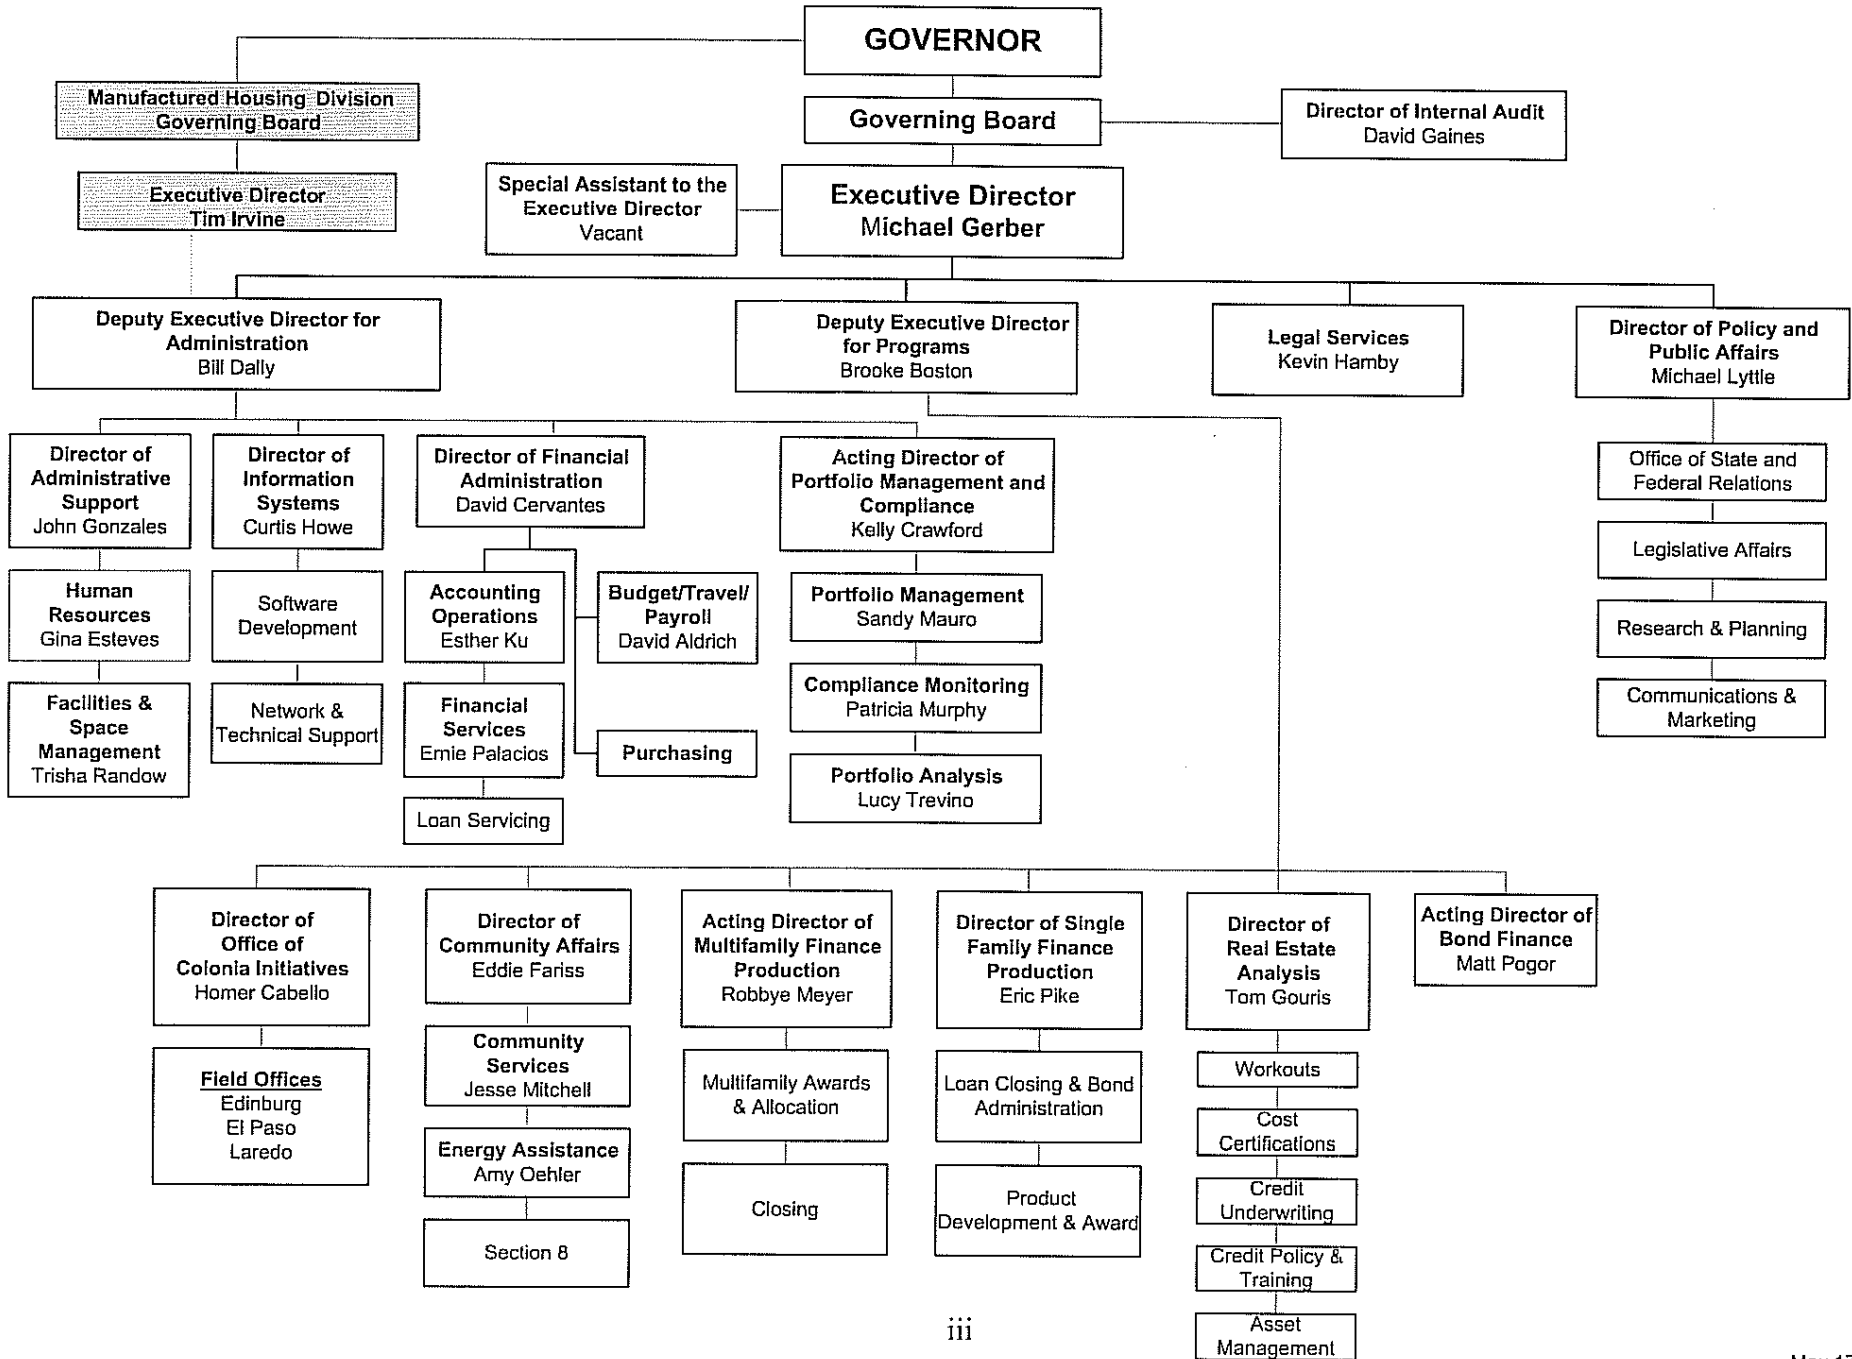 GOVERNOR
Manufactured Housing Division
Governing Board
Governing Board
Director of Internal Audit
David Gaines
Executive Director
Tim Irvine
Special Assistant to the
Executive Director
Vacant
Executive Director
Michael Gerber
Deputy Executive Director for
Administration
Bill Dally
Deputy Executive Director
for Programs
Brooke Boston
Legal Services
Kevin Hamby
Director of Policy and
Public Affairs
Michael Lyttle
Director of
Administrative
Support
John Gonzales
Director of
Information
Systems
Curtis Howe
Director of Financial
Administration
David Cervantes
Acting Director of
Portfolio Management and
Compliance
Kelly Crawford
Office of State and
Federal Relations
Legislative Affairs
Research & Planning
Communications &
Marketing
Human
Resources
Gina Esteves
Software
Development
Accounting
Operations
Esther Ku
Budget/Travel/
Payroll
David Aldrich
Portfolio Management
Sandy Mauro
Facilities &
Space
Management
Trisha Randow
Network &
Technical Support
Financial
Services
Ernie Palacios
Purchasing
Compliance Monitoring
Patricia Murphy
Portfolio Analysis
Lucy Trevino
Loan Servicing
Director of
Office of
Colonia Initiatives
Homer Cabello
Director of
Community Affairs
Eddie Fariss
Acting Director of
Multifamily Finance
Production
Robbye Meyer
Director of Single
Family Finance
Production
Eric Pike
Director of
Real Estate
Analysis
Tom Gouris
Acting Director of
Bond Finance
Matt Pogor
Field Offices
Edinburg
El Paso
Laredo
Community
Services
Jesse Mitchell
Energy Assistance
Amy Oehler
Section 8
Multifamily Awards
& Allocation
Closing
Loan Closing & Bond
Administration
Product
Development & Award
Workouts
Cost
Certifications
Credit
Underwriting
Credit Policy &
Training
Asset
Management
iii